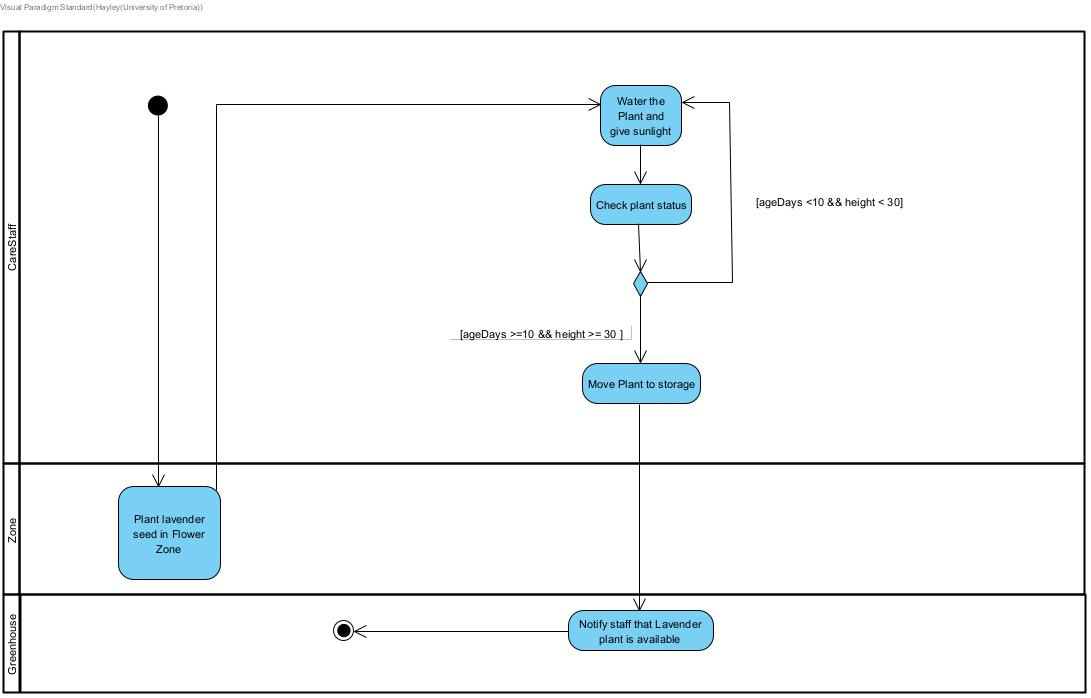 Visual Paradigm Standard(Hayley(University of Pretoria))
CareStaff
Water the
Plant and
give sunlight
Check plant status
[ageDays <10 && height < 30]
[ageDays >=10 && height >= 30 ]
Move Plant to storage
Zone
Plant lavender
seed in Flower
Zone
Greenhouse
Notify staff that Lavender
plant is available